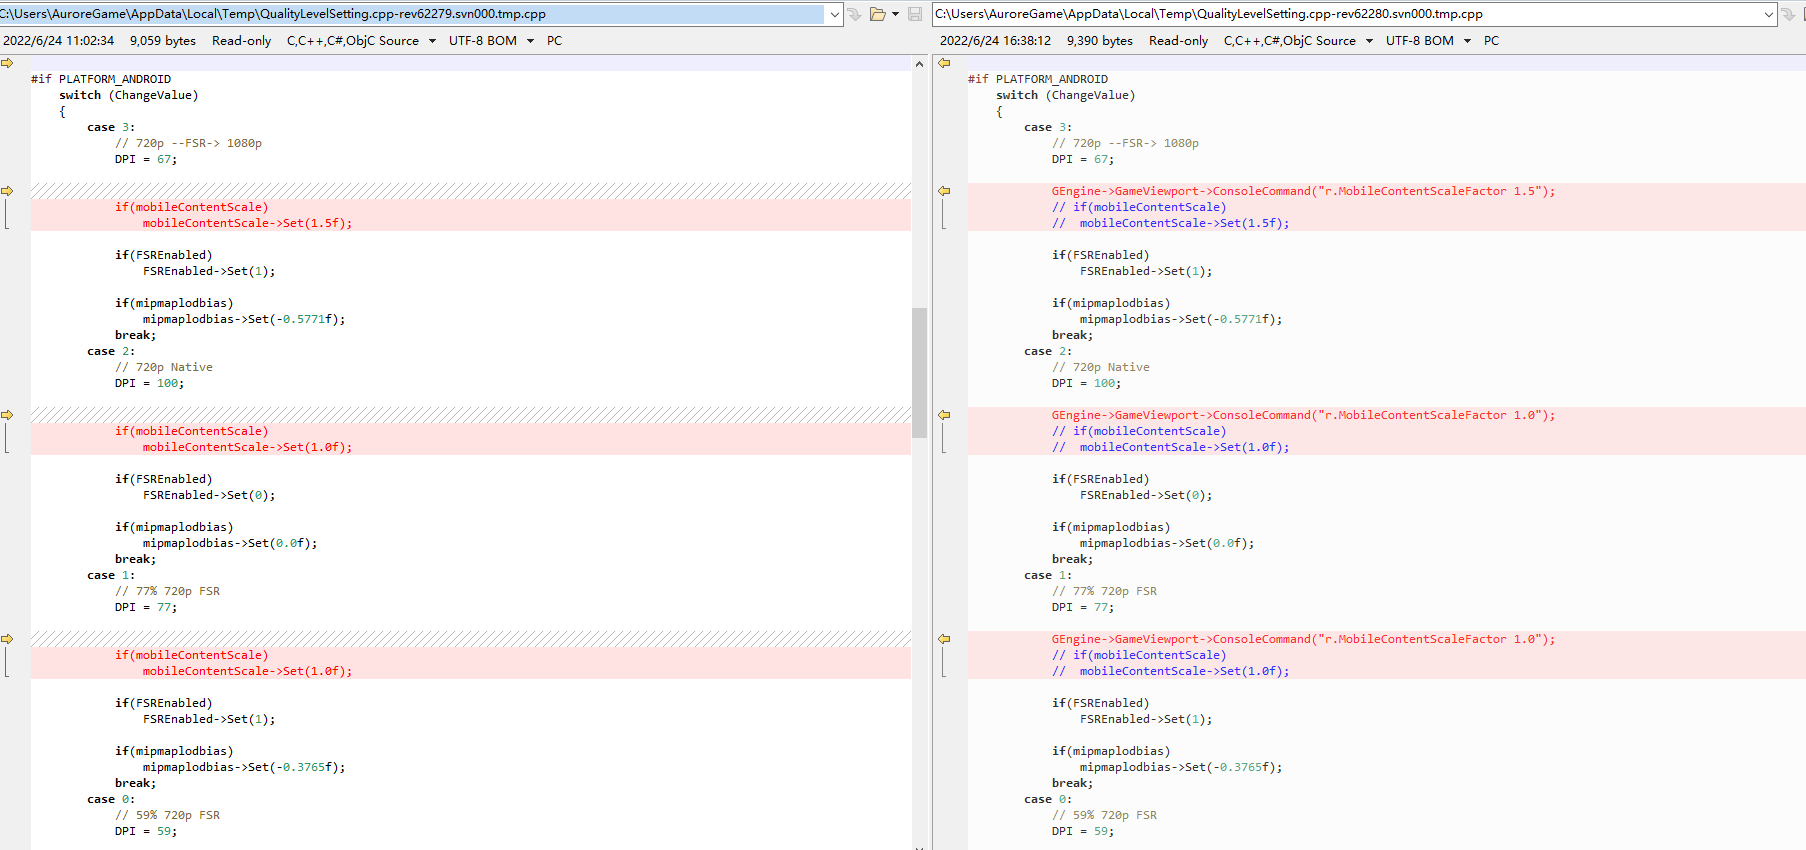 C:\Users\AuroreGame\AppData\Local\Temp\QualityLevelSetting.cpp-rev62279.svn000.tmp.cpp
2022/6/24 11:02:34 9,059 bytes Read-only C,C++,C#,ObjC Source UTF-8 BOM PC
#if PLATFORM_ANDROID
switch (ChangeValue)
{
case 3:
// 720p --FSR-> 1080p
DPI = 67;
if(mobileContentScale)
mobileContentScale->Set(1.5f);
if(FSREnabled)
FSREnabled->Set(1);
if(mipmaplodbias)
mipmaplodbias->Set(-0.5771f);
break;
case 2:
// 720p Native
DPI = 100;
if(mobileContentScale)
mobileContentScale->Set(1.0f);
if(FSREnabled)
FSREnabled->Set(0);
if(mipmaplodbias)
mipmaplodbias->Set(0.0f);
break;
case 1:
// 77% 720p FSR
DPI = 77;
if(mobileContentScale)
mobileContentScale->Set(1.0f);
if(FSREnabled)
FSREnabled->Set(1);
if(mipmaplodbias)
mipmaplodbias->Set(-0.3765f);
break;
case 0:
// 59% 720p FSR
DPI = 59;
C:\Users\AuroreGame\AppData\Local\Temp\QualityLevelSetting.cpp-rev62280.svn000.tmp.cpp
2022/6/24 16:38:12 9,390 bytes Read-only C,C++,C#,ObjC Source UTF-8 BOM PC
#if PLATFORM_ANDROID
switch (ChangeValue)
{
case 3:
// 720p --FSR-> 1080p
DPI = 67;
GEngine->GameViewport->ConsoleCommand("r.MobileContentScaleFactor 1.5");
// if(mobileContentScale)
// mobileContentScale->Set(1.5f);
if(FSREnabled)
FSREnabled->Set(1);
if(mipmaplodbias)
mipmaplodbias->Set(-0.5771f);
break;
case 2:
// 720p Native
DPI = 100;
GEngine->GameViewport->ConsoleCommand("r.MobileContentScaleFactor 1.0");
// if(mobileContentScale)
// mobileContentScale->Set(1.0f);
if(FSREnabled)
FSREnabled->Set(0);
if(mipmaplodbias)
mipmaplodbias->Set(0.0f);
break;
case 1:
// 77% 720p FSR
DPI = 77;
GEngine->GameViewport->ConsoleCommand("r.MobileContentScaleFactor 1.0");
// if(mobileContentScale)
// mobileContentScale->Set(1.0f);
if(FSREnabled)
FSREnabled->Set(1);
if(mipmaplodbias)
mipmaplodbias->Set(-0.3765f);
break;
case 0:
// 59% 720p FSR
DPI = 59;